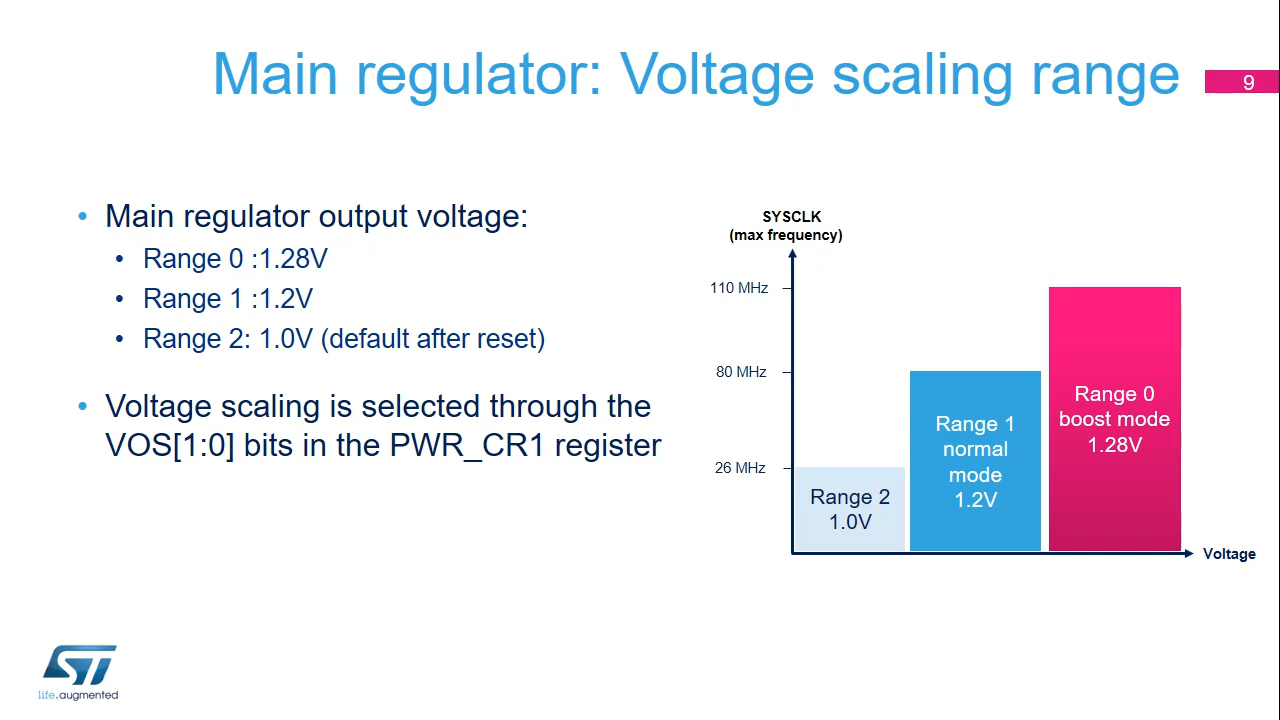 Main regulator: Voltage scaling range
9
• Main regulator output voltage:
• Range 0 :1.28V
• Range 1 :1.2V
• Range 2: 1.0V (default after reset)
• Voltage scaling is selected through the
VOS[1:0] bits in the PWR_CR1 register
SYSCLK
(max frequency)
110 MHz
80 MHz
26 MHz
Range 2
1.0V
Range 1
normal
mode
1.2V
Range 0
boost mode
1.28V
Voltage
ST
life.augmented